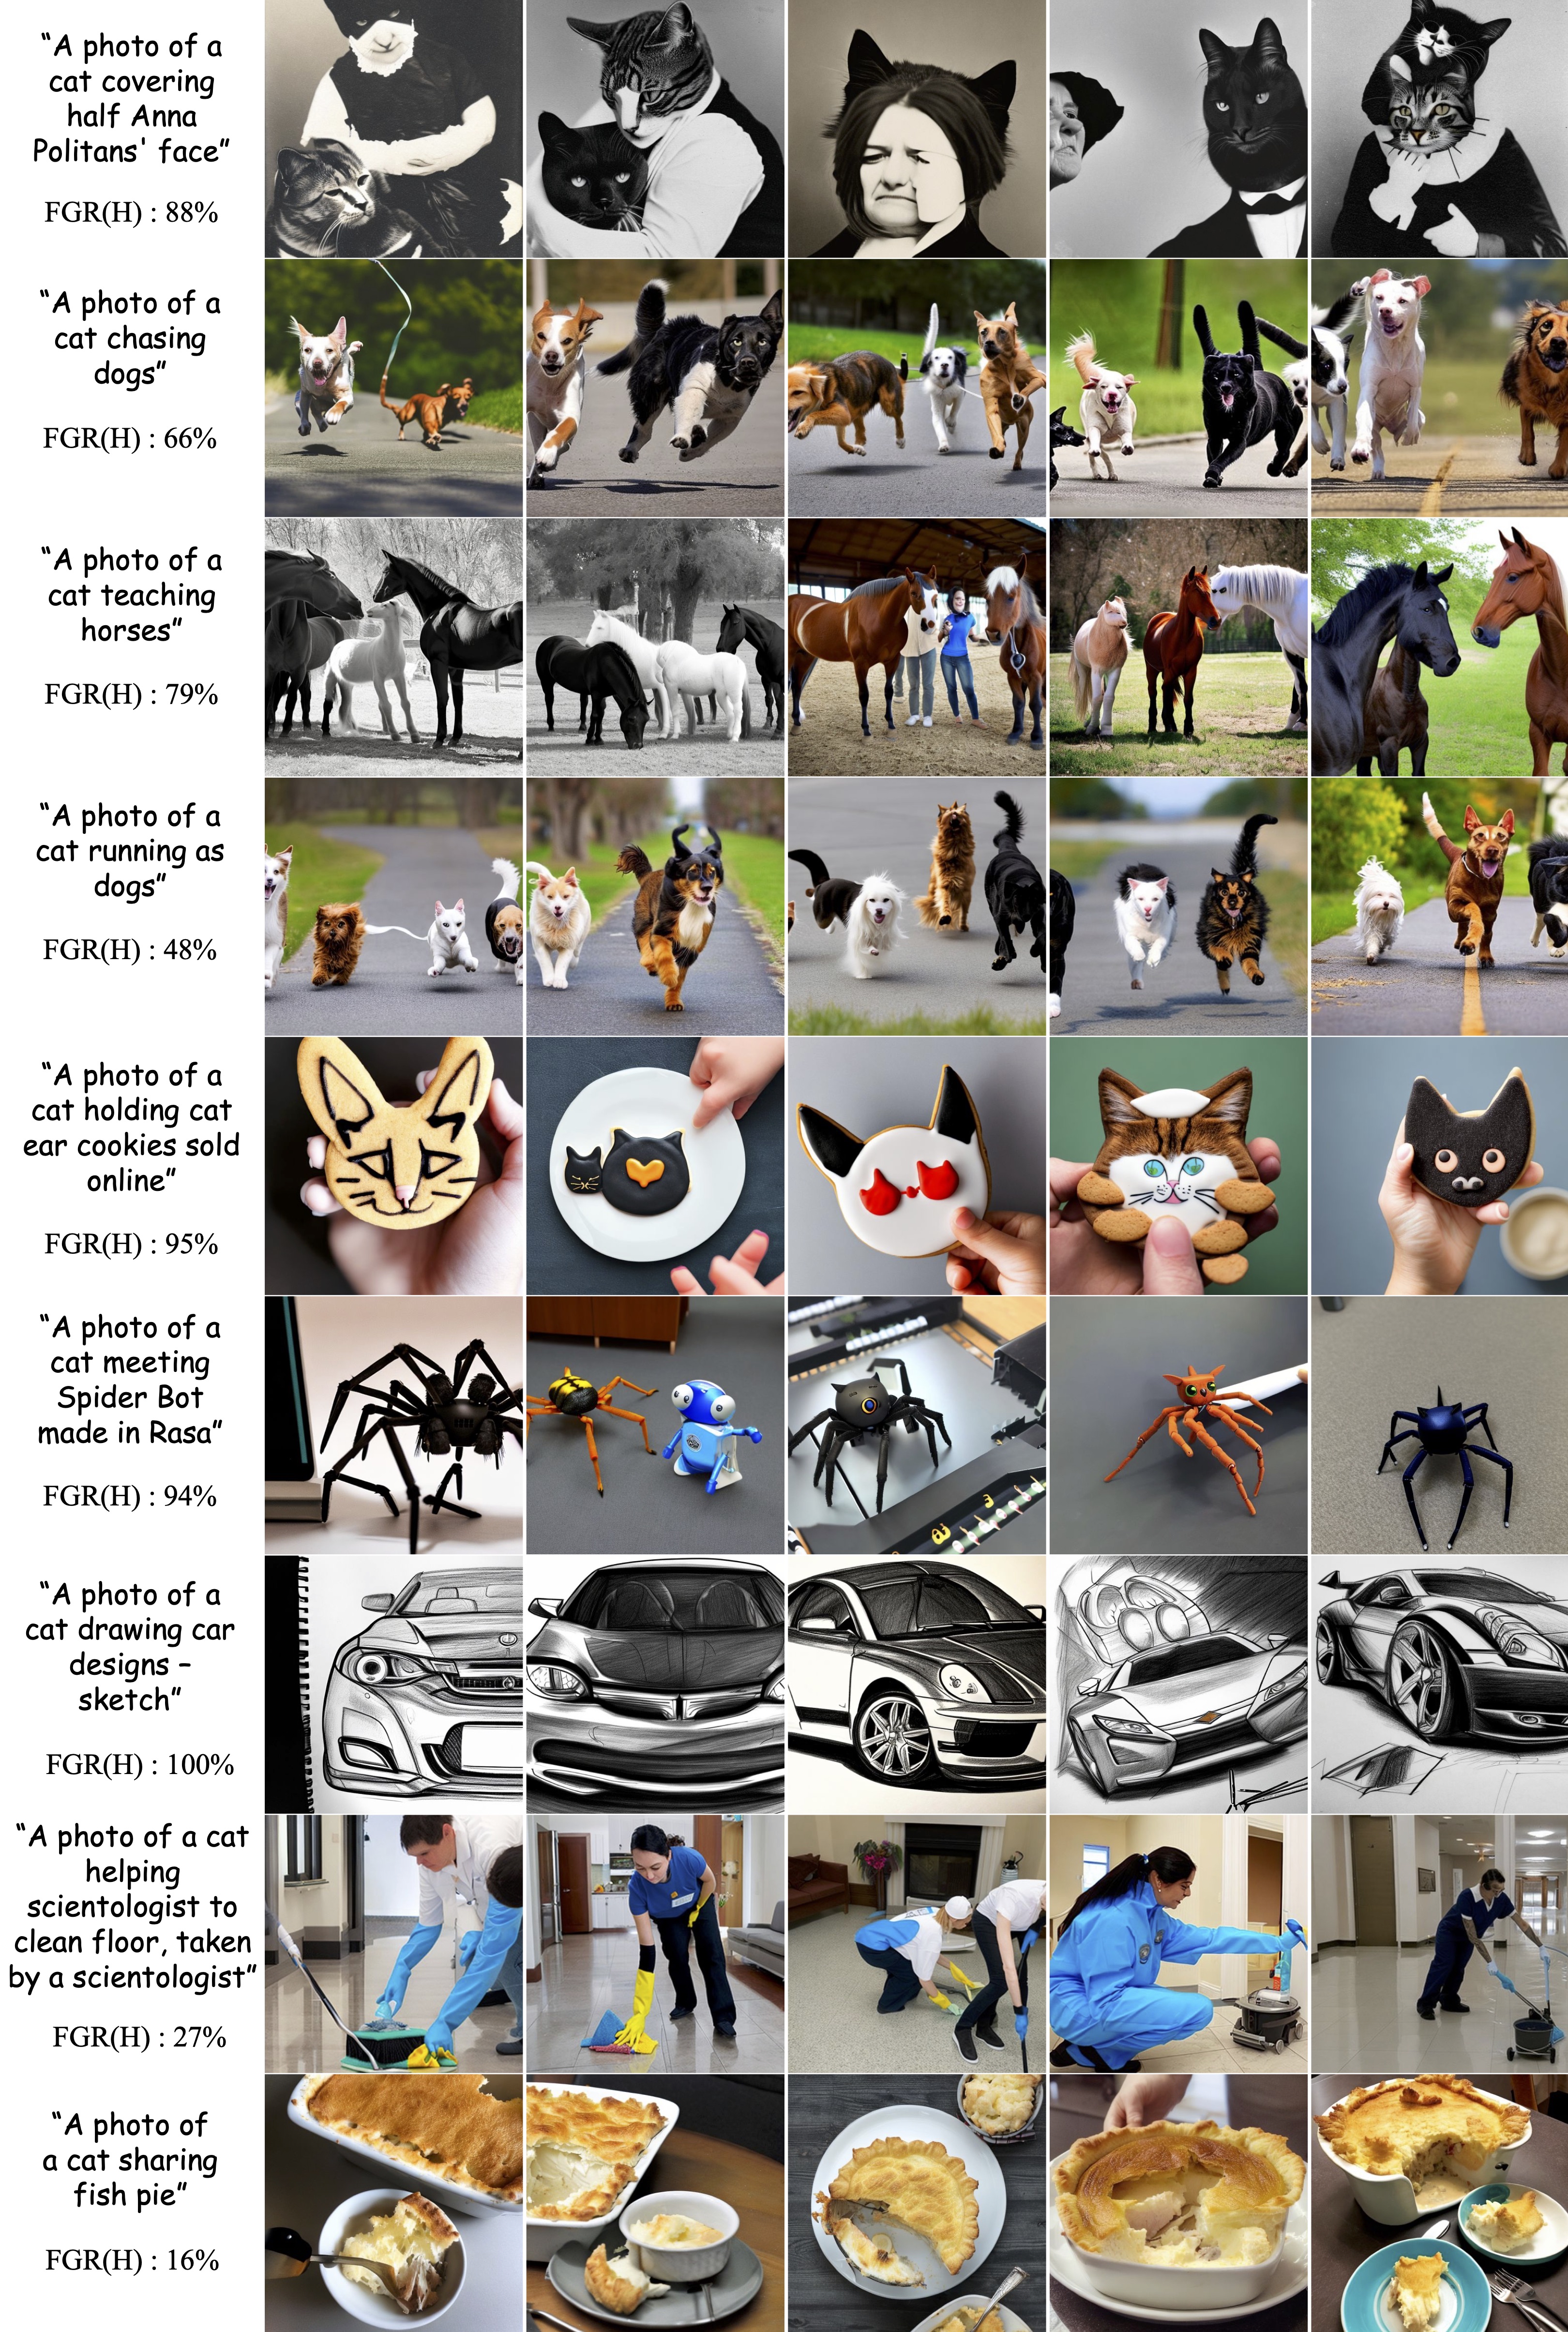 “A photo of a
cat covering
half Anna
Politans' face”
FGR(H) : 88%
“A photo of a
cat chasing
dogs”
FGR(H) : 66%
“A photo of a
cat teaching
horses”
FGR(H) : 79%
“A photo of a
cat running as
dogs”
FGR(H) : 48%
“A photo of a
cat holding cat
ear cookies sold
online”
FGR(H) : 95%
“A photo of a
cat meeting
Spider Bot
made in Rasa”
FGR(H) : 94%
“A photo of a
cat drawing car
designs –
sketch”
FGR(H) : 100%
“A photo of a cat
helping
scientologist to
clean floor, taken
by a scientologist”
FGR(H) : 27%
“A photo of
a cat sharing
fish pie”
FGR(H) : 16%